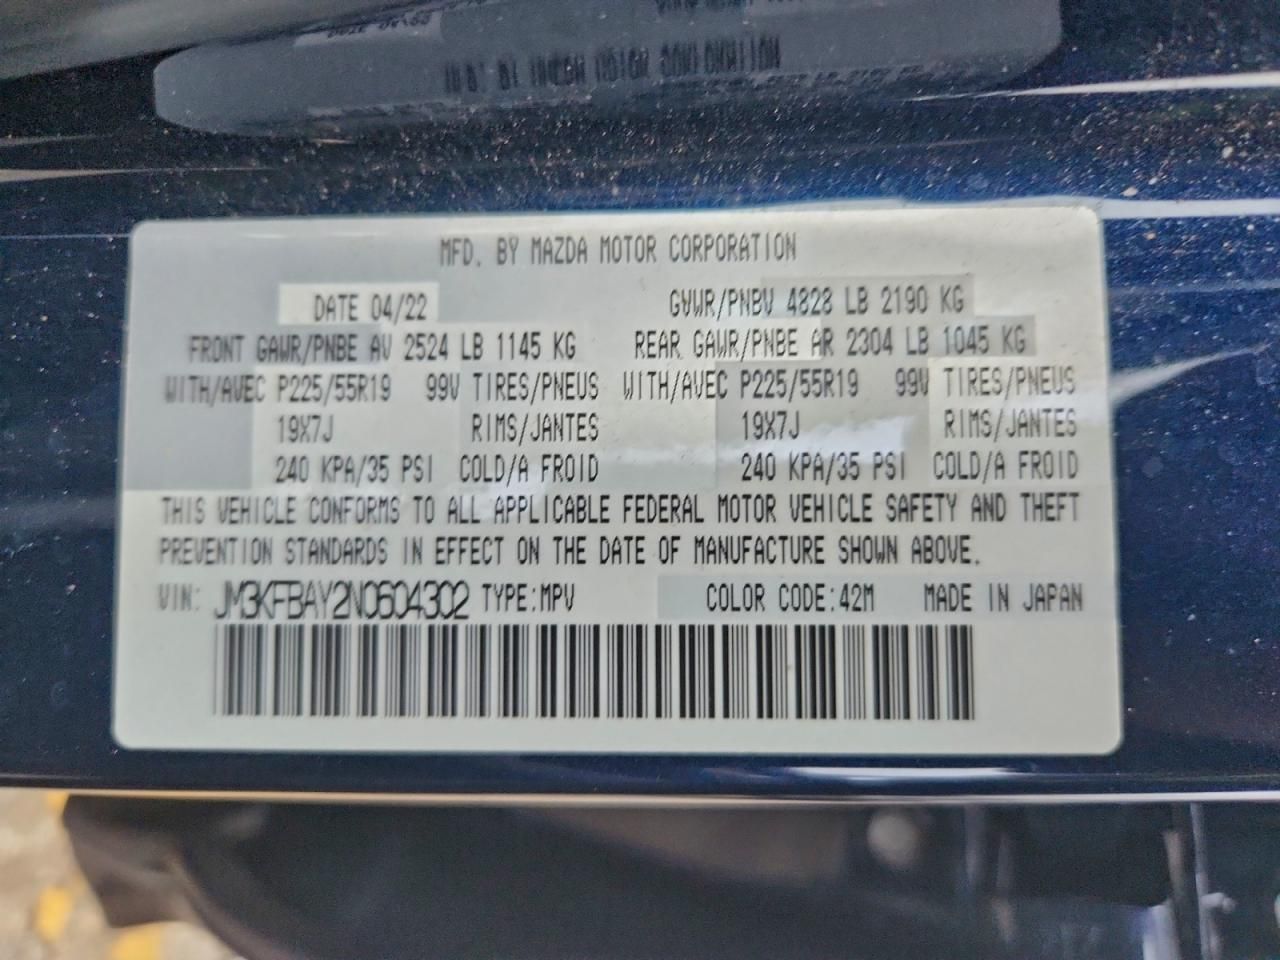 MFD. BY MAZDA MOTOR CORPORATION
DATE 04/22 GVWR/PNBV 4828 LB 2190 KG
FRONT GAWR/PNBE AV 2524 LB 1145 KG REAR GAWR/PNBE AR 2304 LB 1045 KG
WITH/AVEC P225/55R19 99V TIRES/PNEUS WITH/AVEC P225/55R19 99V TIRES/PNEUS
19X7J RIMS/JANTES 19X7J RIMS/JANTES
240 KPA/35 PSI COLD/A FROID 240 KPA/35 PSI COLD/A FROID
THIS VEHICLE CONFORMS TO ALL APPLICABLE FEDERAL MOTOR VEHICLE SAFETY AND THEFT
PREVENTION STANDARDS IN EFFECT ON THE DATE OF MANUFACTURE SHOWN ABOVE.
VIN: JM3KFBAY2N0604302 TYPE:MPV COLOR CODE:42M MADE IN JAPAN